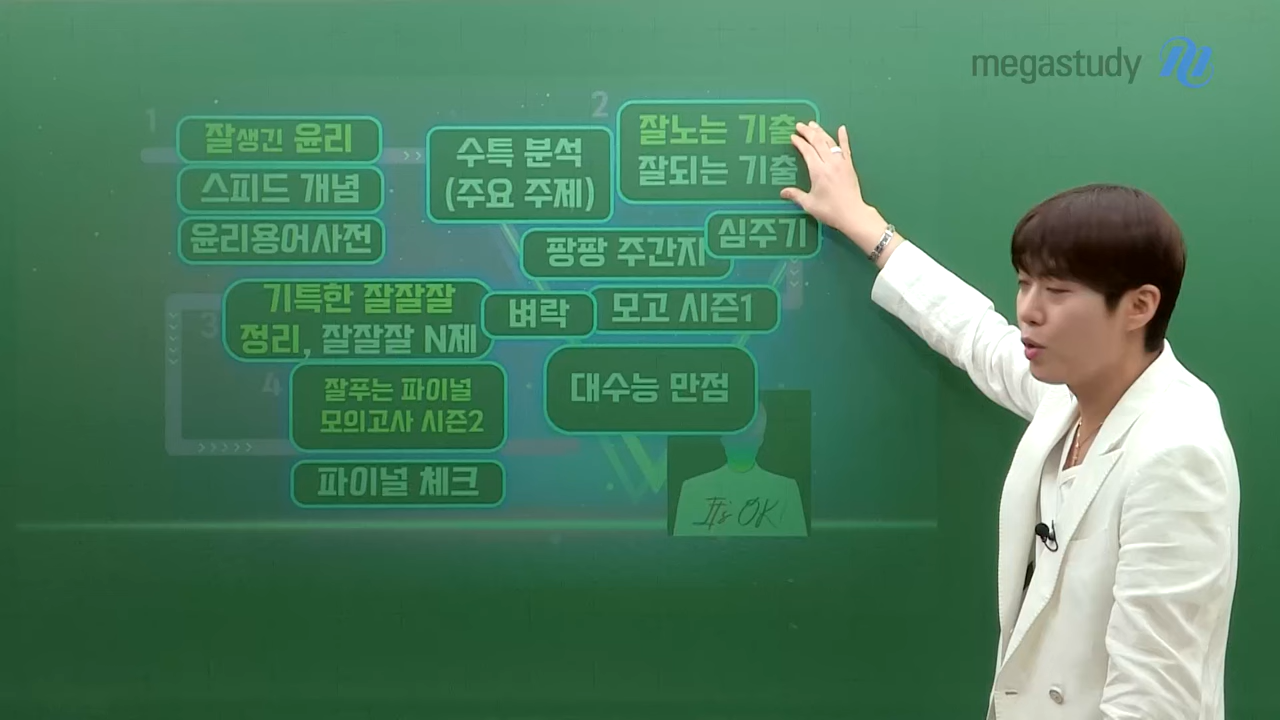 megastudy
1
잘생긴 윤리
스피드 개념
윤리용어사전
수특 분석
(주요 주제)
2
잘노는 기출
잘되는 기출
심주기
팡팡 주간지
3
기특한 잘잘잘
정리, 잘잘잘 N제
벼락
모고 시즌1
4
잘푸는 파이널
모의고사 시즌2
대수능 만점
파이널 체크
It's OK!